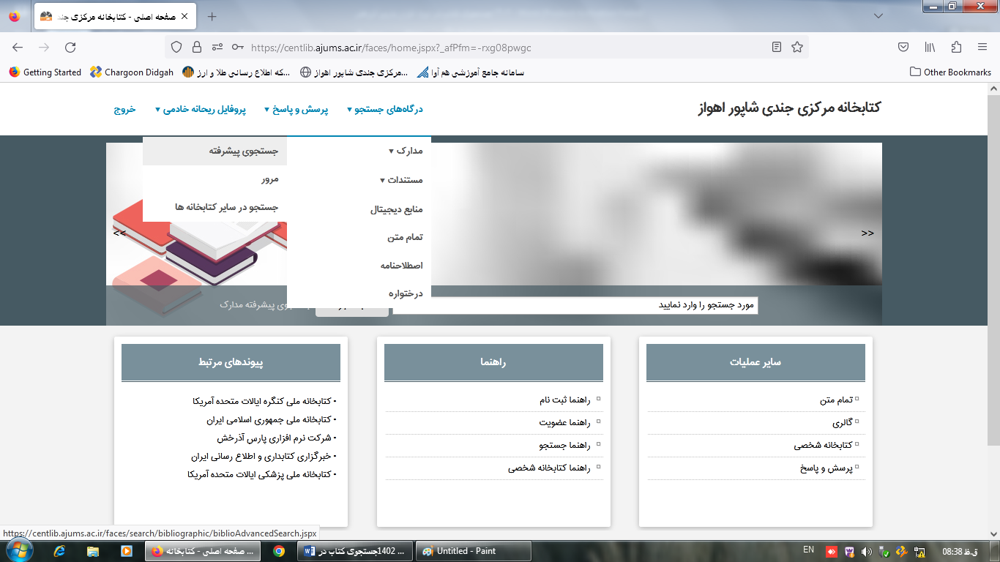 صفحه اصلی - کتابخانه مرکزی جند
https://centlib.ajums.ac.ir/faces/home.jspx?_afPfm=-rxg08pwgc
Getting Started
Chargoon Didgah
که اطلاع رسانی طلا و ارز...
مرکزی جندی شاپور اهواز...
سامانه جامع آموزشی هم آوا
Other Bookmarks
کتابخانه مرکزی جندی شاپور اهواز
درگاه‌های جستجو ▼
پرسش و پاسخ ▼
پروفایل ریحانه خادمی ▼
خروج
مدارک ▼
مستندات ▼
منابع دیجیتال
تمام متن
اصطلاحنامه
درختواره
جستجوی پیشرفته
مرور
جستجو در سایر کتابخانه ها
<<
>>
مورد جستجو را وارد نمایید
وی پیشرفته مدارک
سایر عملیات
تمام متن
گالری
کتابخانه شخصی
پرسش و پاسخ
راهنما
راهنما ثبت نام
راهنما عضویت
راهنما جستجو
راهنما کتابخانه شخصی
پیوندهای مرتبط
• کتابخانه ملی کنگره ایالات متحده آمریکا
• کتابخانه ملی جمهوری اسلامی ایران
• شرکت نرم افزاری پارس آذرخش
• خبرگزاری کتابداری و اطلاع رسانی ایران
• کتابخانه ملی پزشکی ایالات متحده آمریکا
https://centlib.ajums.ac.ir/faces/search/bibliographic/biblioAdvancedSearch.jspx
صفحه اصلی - کتابخانه ...
جستجوی کتاب در1402 ...
Untitled - Paint
EN
08:38 ق.ظ